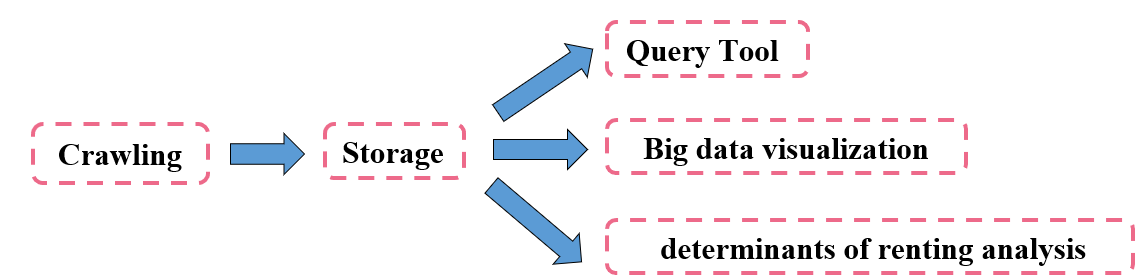 Crawling
Storage
Query Tool
Big data visualization
determinants of renting analysis